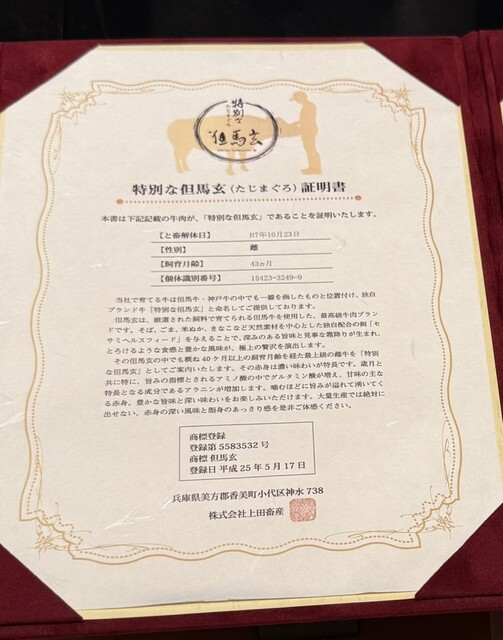 特別な
たじまぐろ
但馬玄
特別な但馬玄(たじまぐろ)証明書
本書は下記記載の牛肉が、「特別な但馬玄」であることを証明いたします。
【と畜解体日】 R7年10月23日
【性別】 雌
【飼育月齢】 43ヵ月
【個体識別番号】 15423-3249-9
当社で育てる牛は但馬牛・神戸牛の中でも一線を画したものと位置付け、独自
ブランド牛「特別な但馬玄」と命名してご提供しております。
但馬玄は、厳選された飼料で育てられる但馬牛を使用した、最高級牛肉ブラン
ドです。そば、ごま、米ぬか、きなこなど天然素材を中心とした独自配合の餌「セ
サミヘルスフィード」を与えることで、深みのある旨味と見事な霜降りが生まれ、
とろけるような食感と豊かな風味が、極上の贅沢を演出します。
その但馬玄の中でも概ね40ヶ月以上の飼育月齢を経た最上級の雌牛を「特別
な但馬玄」としてご案内いたします。その赤身は濃い味わいが特長です。歳月と
共に特に、旨みの指標とされるアミノ酸の中でグルタミン酸が増え、甘味の主な
特長となる成分であるアラニンが増加します。噛むほどに旨みが溢れて湧いてく
る赤身。豊かな旨味と深い味わいをお楽しみいただけます。大量生産では絶対に
出せない、赤身の深い風味と脂身のあっさり感を是非ご体感ください。
商標登録
登録第5583532号
商標 但馬玄
登録日 平成25年5月17日
兵庫県美方郡香美町小代区神水738
株式会社上田畜産